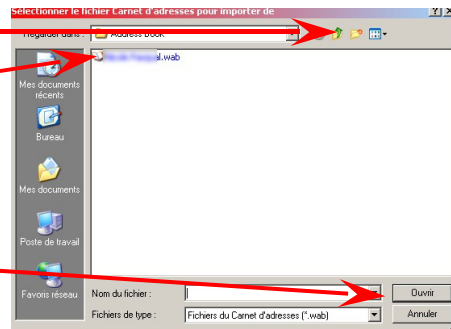 Sélectionner le fichier Carnet d'adresses pour importer de
Regarder dans :
Address Book
l.wab
Mes documents
récents
Bureau
Mes documents
Poste de travail
Favoris réseau
Nom du fichier :
Ouvrir
Fichiers de type :
Fichiers du Carnet d'adresses (*.wab)
Annuler